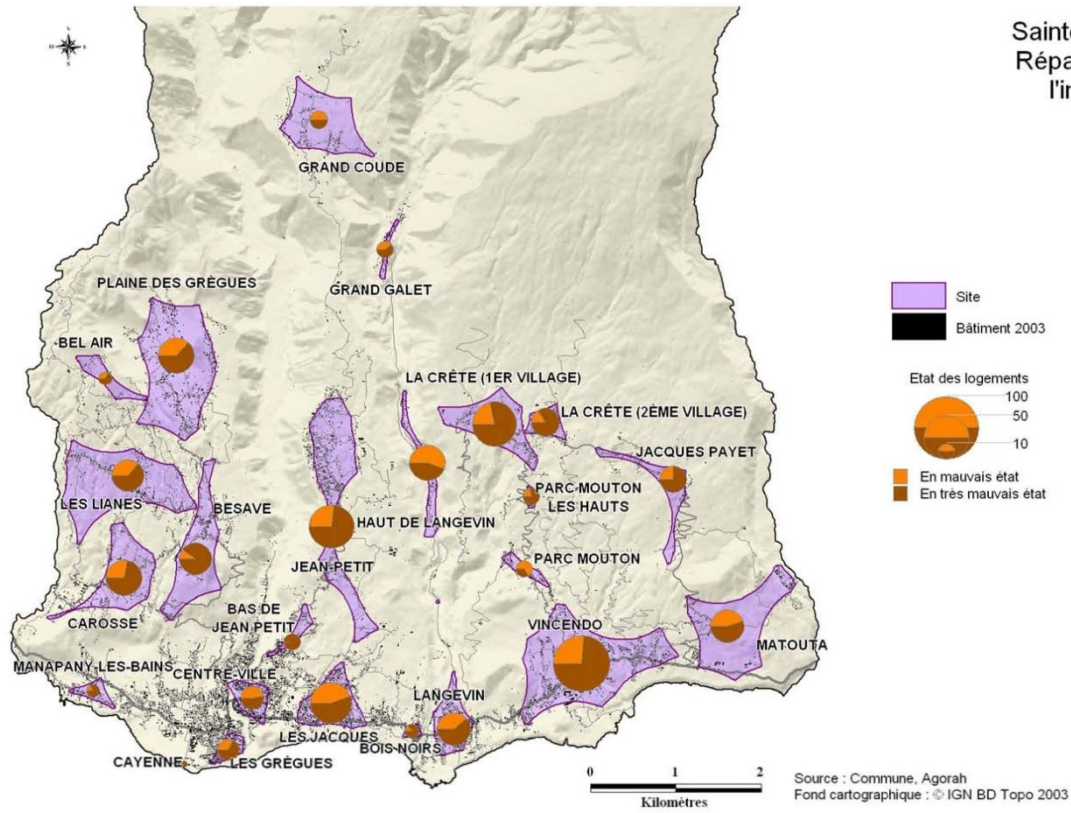 Saint
Répa
l'i
GRAND COUDE
GRAND GALET
PLAINE DES GRÈGUES
BEL AIR
LA CRÊTE (1ER VILLAGE)
LA CRÊTE (2ÈME VILLAGE)
JACQUES PAYET
LES LIANES
BESAVE
PARC MOUTON
LES HAUTS
HAUT DE LANGEVIN
JEAN-PETIT
PARC MOUTON
CAROSSE
BAS DE
JEAN PETIT
VINCENDO
MATOUTA
MANAPANY-LES-BAINS
CENTRE-VILLE
LANGEVIN
LES JACQUES
BOIS NOIRS
CAYENNE
LES GRÈGUES
Site
Bâtiment 2003
Etat des logements
100
50
10
En mauvais état
En très mauvais état
0 1 2
Kilomètres
Source : Commune, Agorah
Fond cartographique : © IGN BD Topo 2003